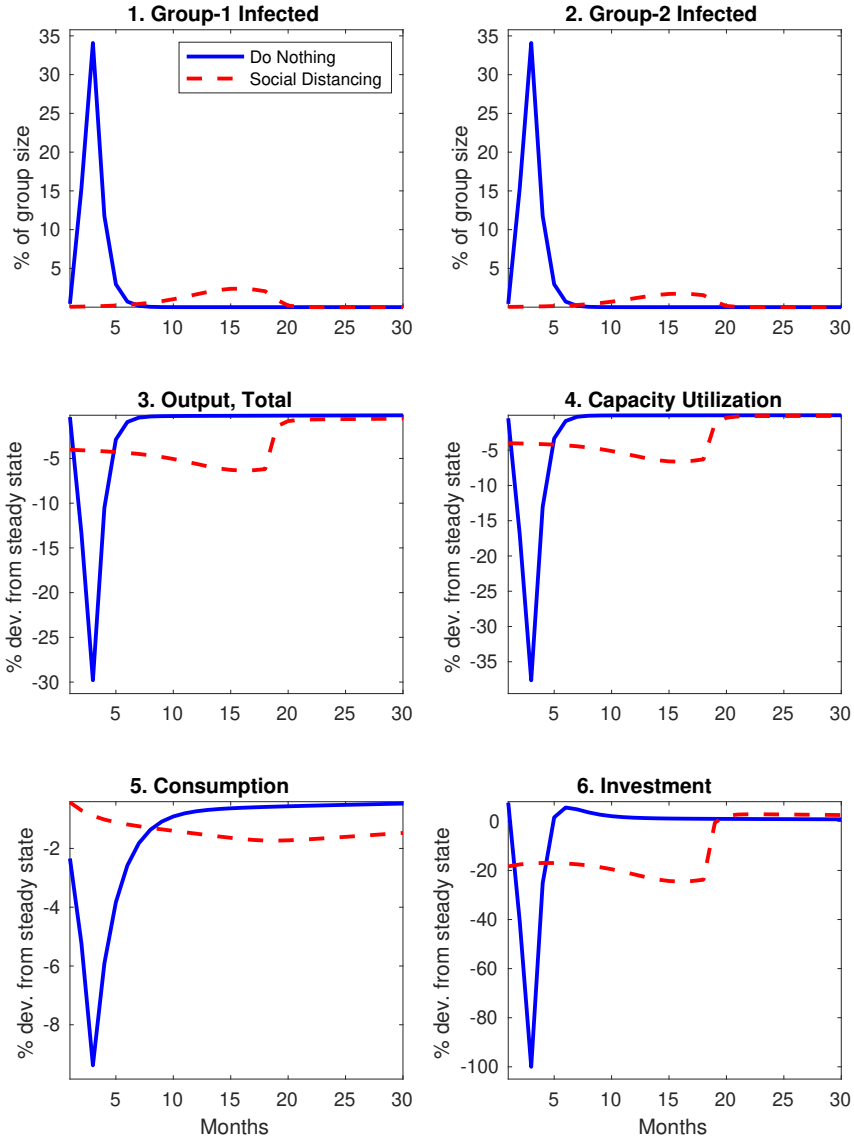 1. Group-1 Infected
% of group size
35
30
25
20
15
10
5
5 10 15 20 25 30
Do Nothing
Social Distancing
2. Group-2 Infected
% of group size
35
30
25
20
15
10
5
5 10 15 20 25 30
3. Output, Total
% dev. from steady state
-5
-10
-15
-20
-25
-30
5 10 15 20 25 30
4. Capacity Utilization
% dev. from steady state
-5
-10
-15
-20
-25
-30
-35
5 10 15 20 25 30
5. Consumption
% dev. from steady state
-2
-4
-6
-8
5 10 15 20 25 30
Months
6. Investment
% dev. from steady state
0
-20
-40
-60
-80
-100
5 10 15 20 25 30
Months